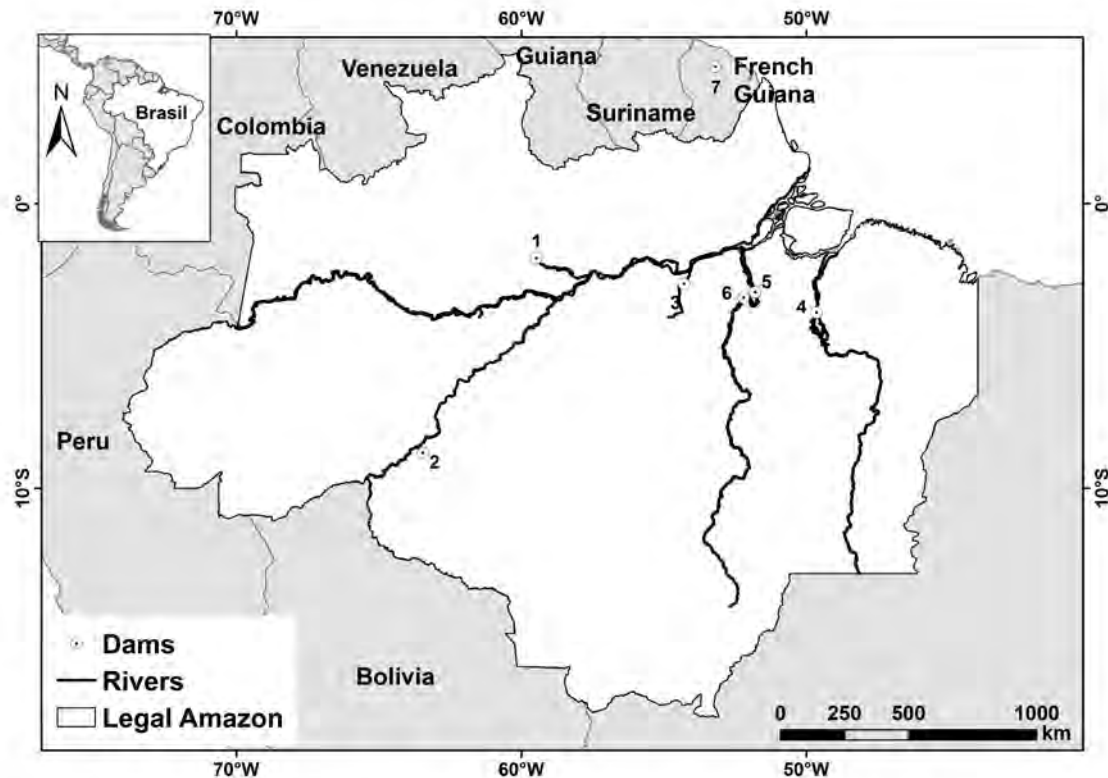 70°W
60°W
50°W
Brasil
N
Venezuela
Guiana
French
Guiana
7
Suriname
Colombia
0°
0°
1
5
6
3
4
Peru
2
10°S
10°S
Dams
Rivers
Legal Amazon
Bolivia
0 250 500 1000
km
70°W
60°W
50°W